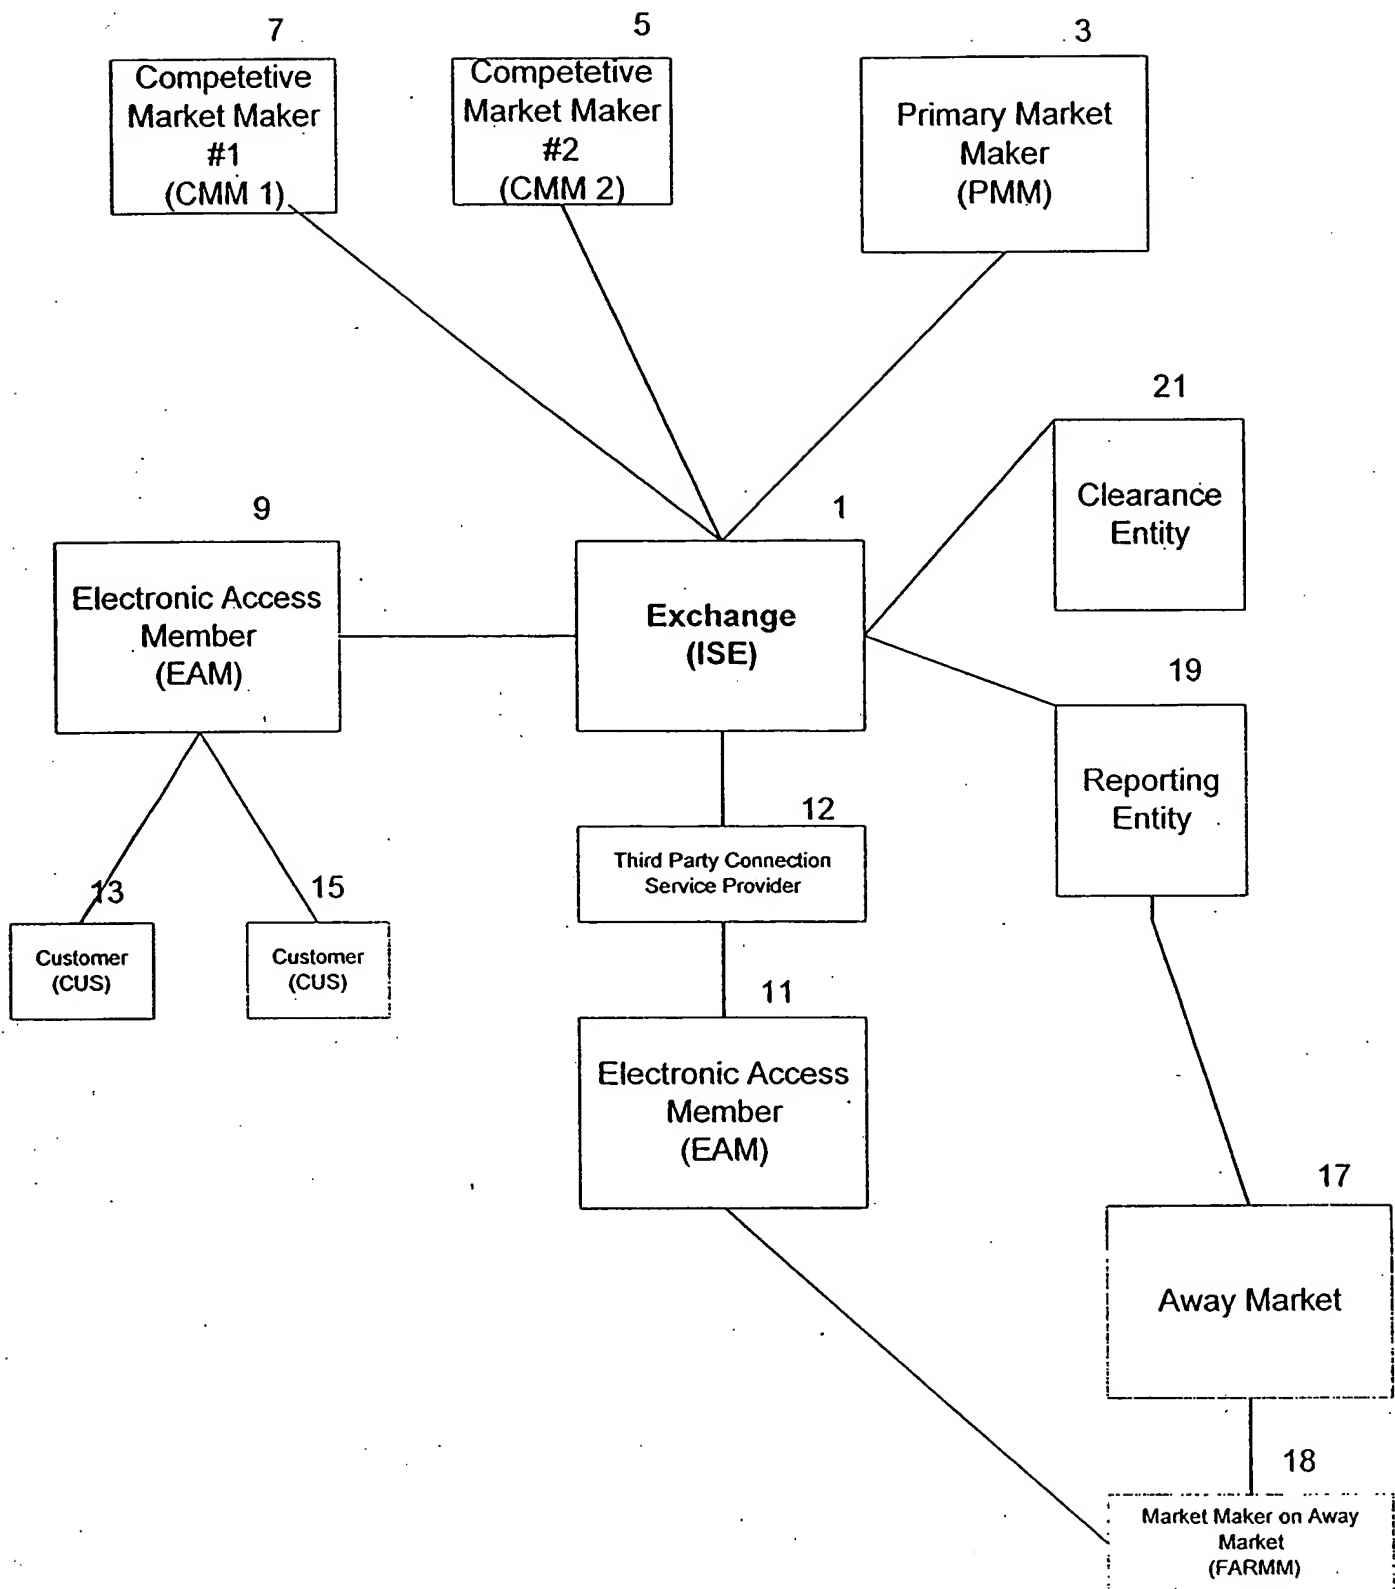 7
Competetive
Market Maker
#1
(CMM 1)
5
Competetive
Market Maker
#2
(CMM 2)
3
Primary Market
Maker
(PMM)
21
Clearance
Entity
9
Electronic Access
Member
(EAM)
1
Exchange
(ISE)
19
Reporting
Entity
12
Third Party Connection
Service Provider
13
Customer
(CUS)
15
Customer
(CUS)
11
Electronic Access
Member
(EAM)
17
Away Market
18
Market Maker on Away
Market
(FARMM)